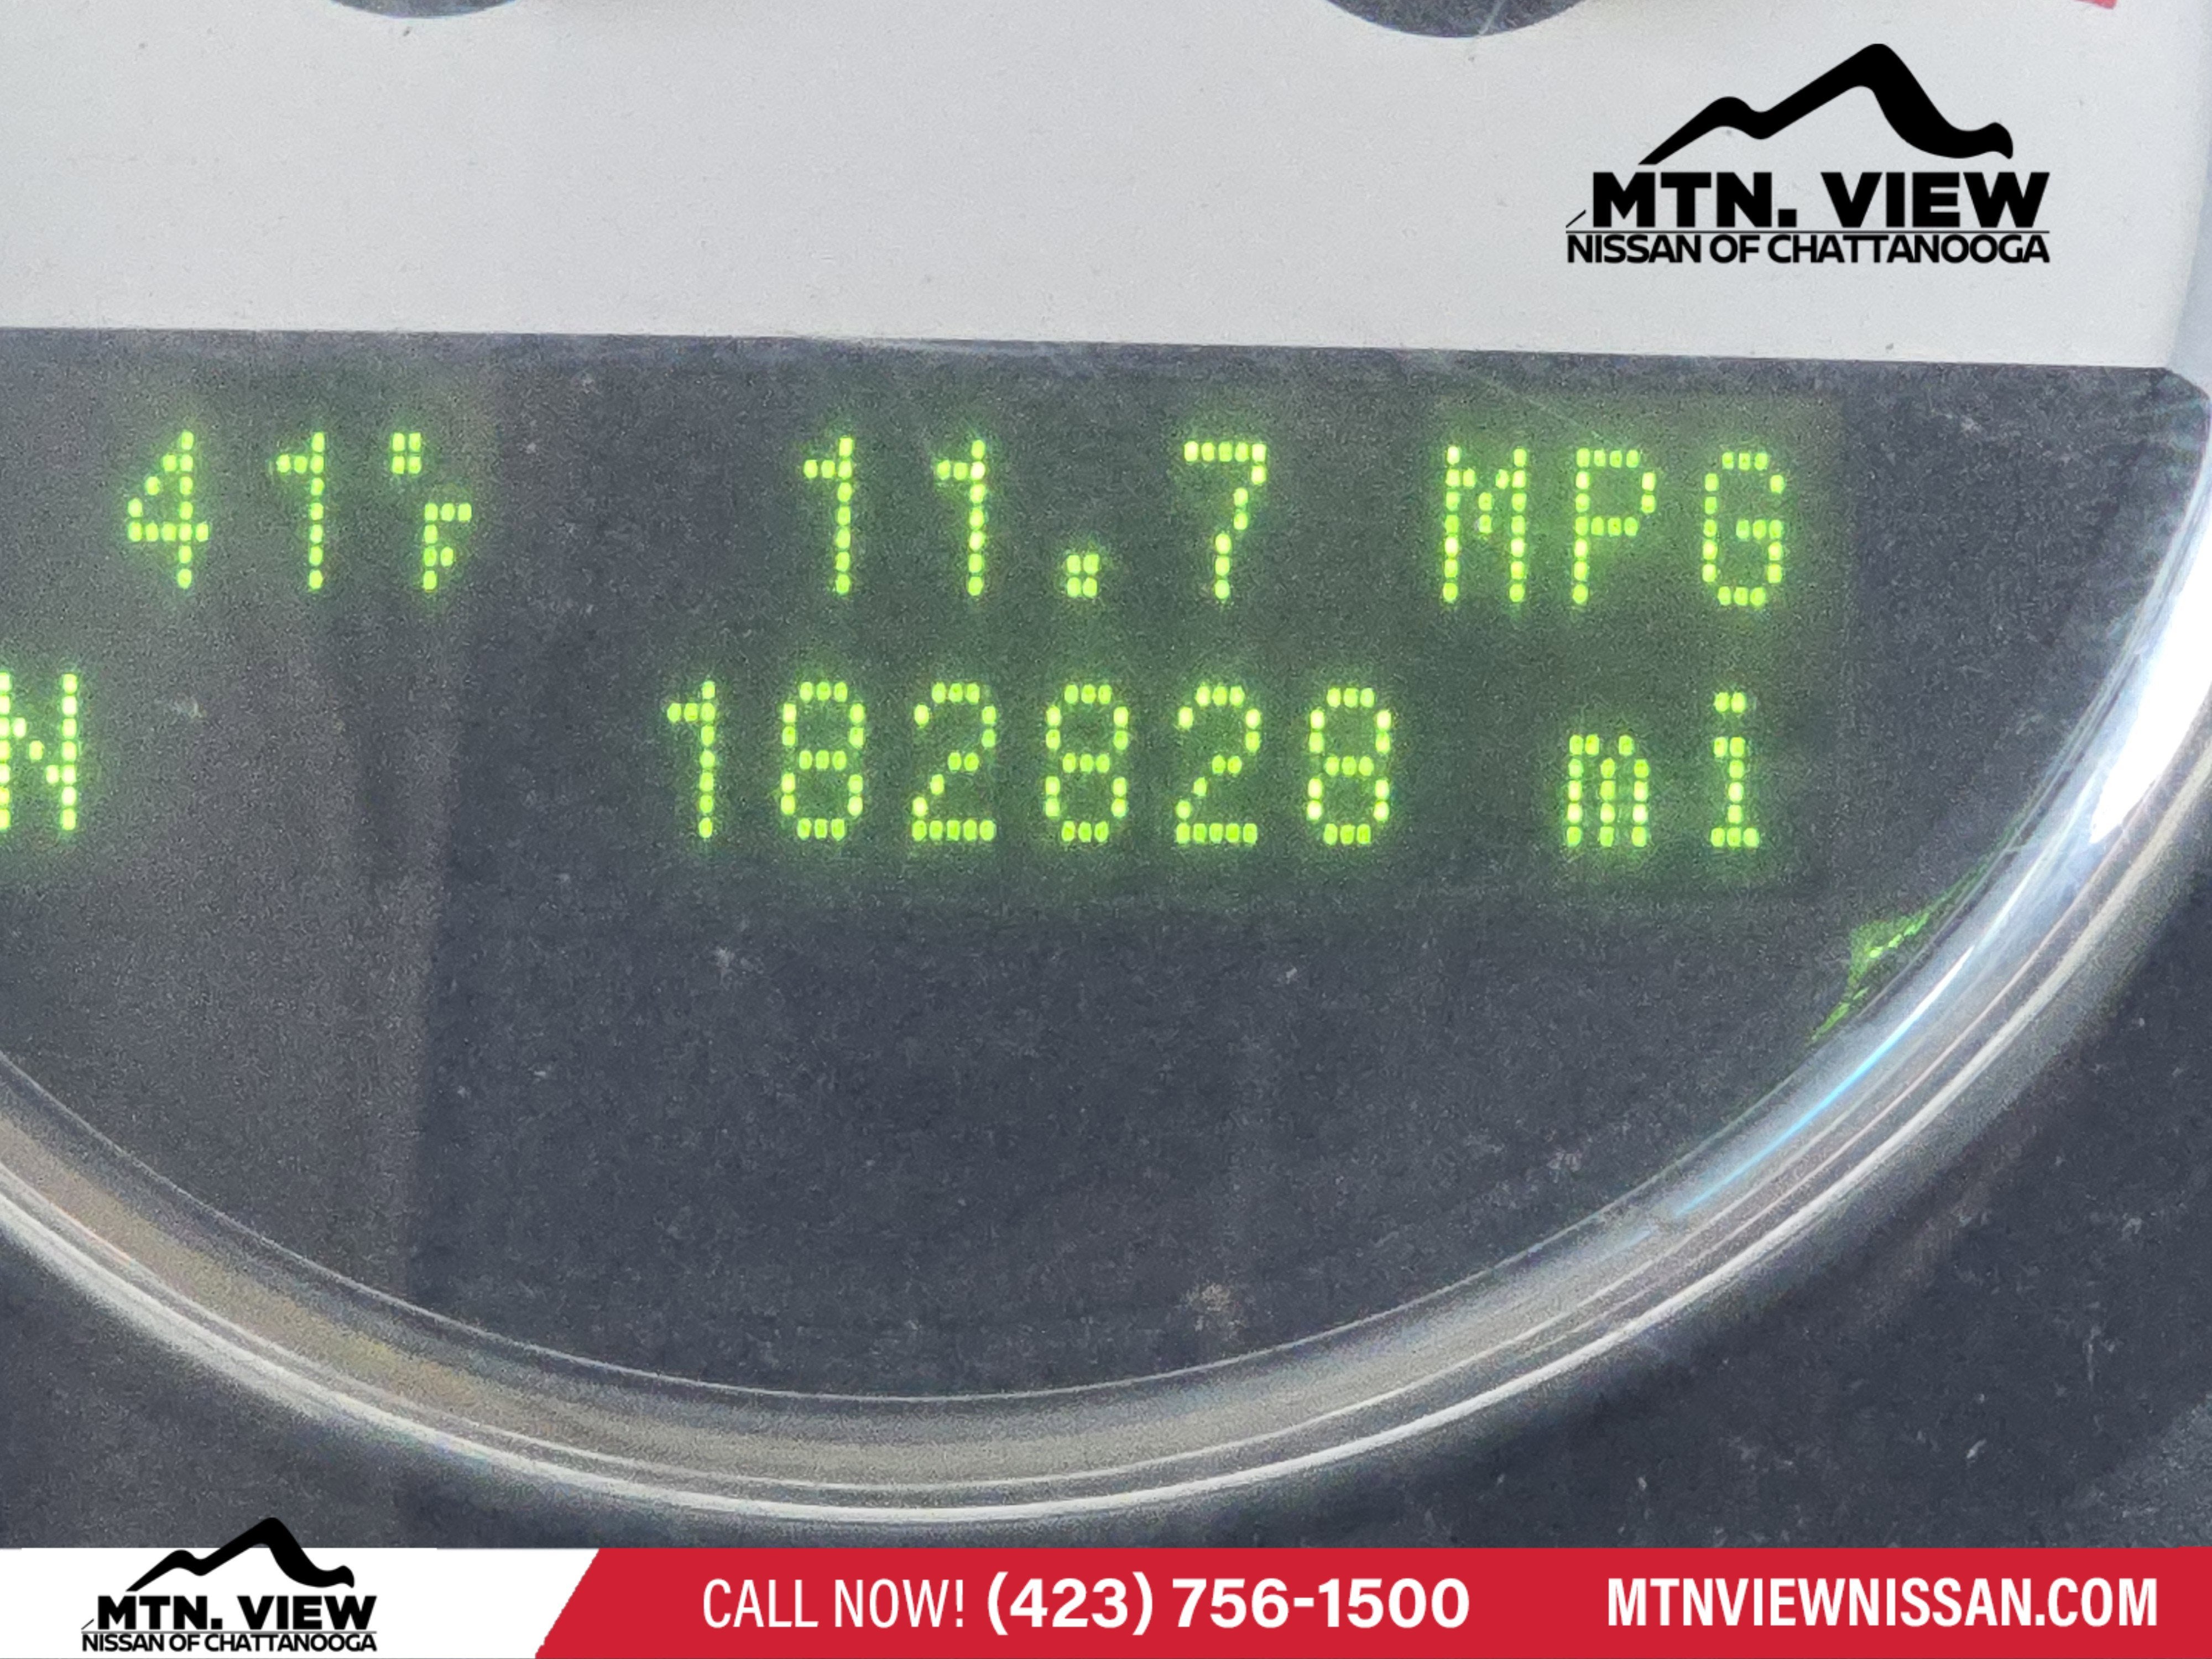 MTN. VIEW
NISSAN OF CHATTANOOGA
41°F 11.7 MPG
N 182828 mi
MTN. VIEW
NISSAN OF CHATTANOOGA
CALL NOW! (423) 756-1500
MTNVIEWNISSAN.COM